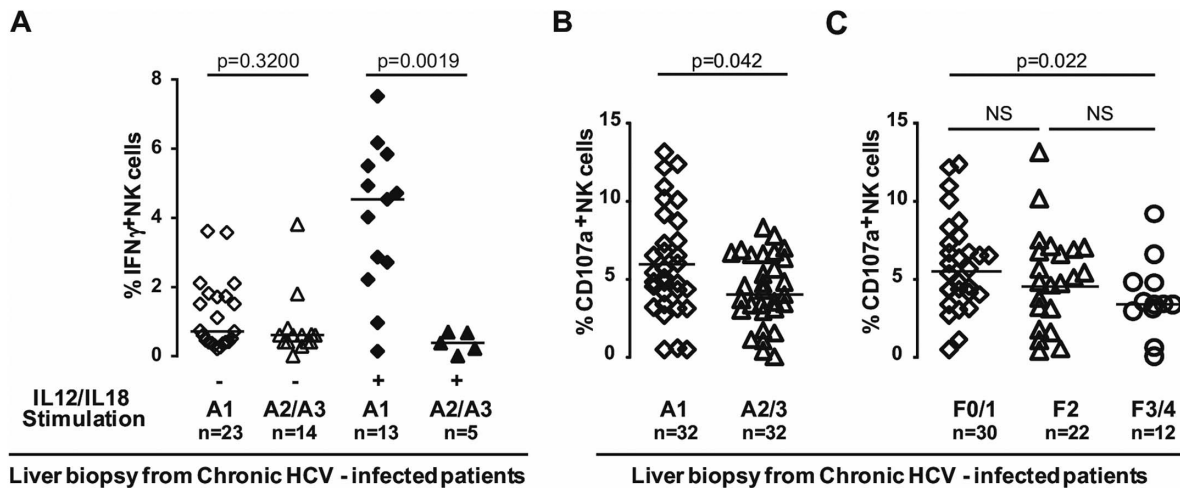 A
p=0.3200
p=0.0019
8
6
4
2
0
% IFNγ+NK cells
- - + +
IL12/IL18
Stimulation
A1 A2/A3 A1 A2/A3
n=23 n=14 n=13 n=5
Liver biopsy from Chronic HCV - infected patients
B
p=0.042
15
10
5
0
% CD107a+NK cells
A1 A2/3
n=32 n=32
C
p=0.022
NS NS
15
10
5
0
% CD107a+NK cells
F0/1 F2 F3/4
n=30 n=22 n=12
Liver biopsy from Chronic HCV - infected patients